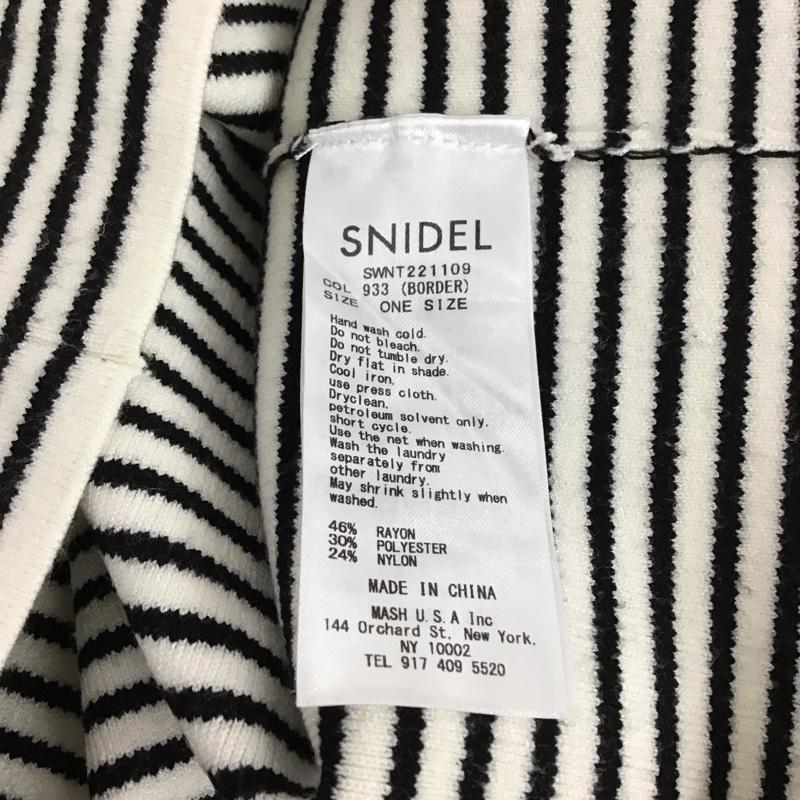 SNIDEL
SWNT221109
COL 933 (BORDER)
SIZE ONE SIZE
Hand wash cold.
Do not bleach.
Do not tumble dry.
Dry flat in shade.
Cool iron,
use press cloth.
Dryclean,
petroleum solvent only.
short cycle.
Use the net when washing.
Wash the laundry
separately from
other laundry.
May shrink slightly when
washed.
46% RAYON
30% POLYESTER
24% NYLON
MADE IN CHINA
MASH U.S.A Inc
144 Orchard St, New York.
NY 10002
TEL 917 409 5520